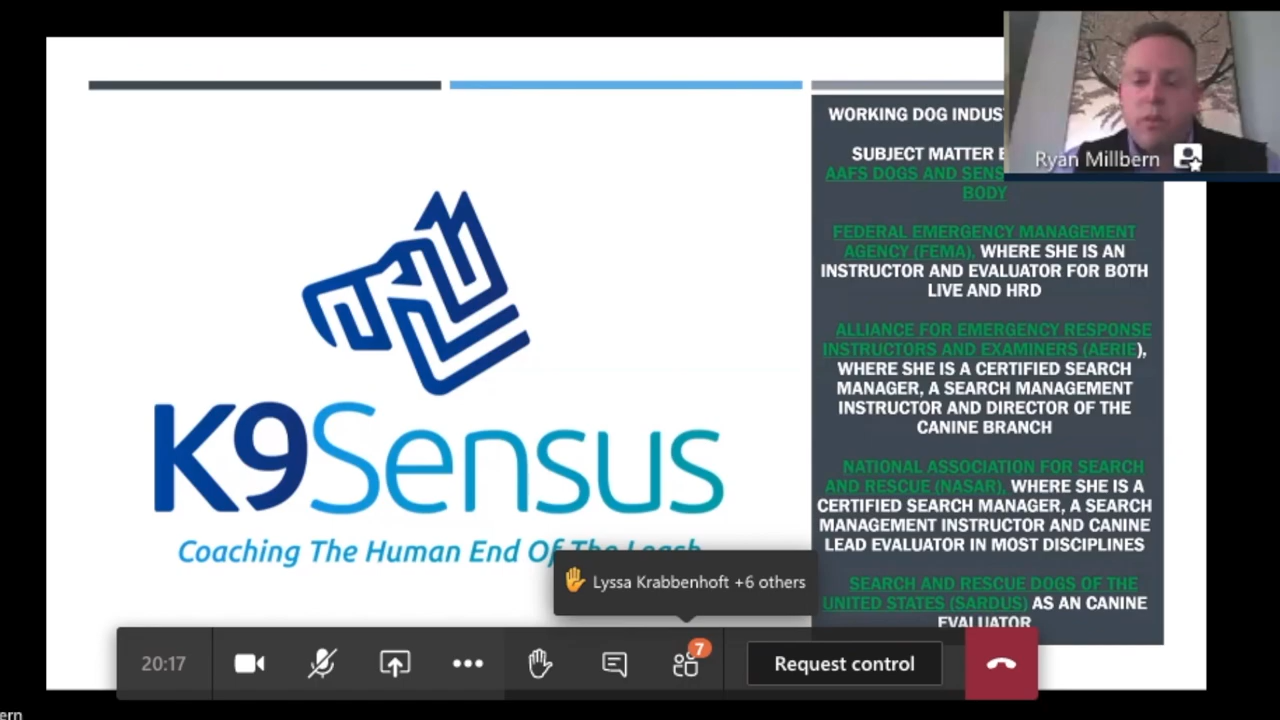 WORKING DOG INDUS
SUBJECT MATTER
AAFS DOGS AND SENS
BODY
FEDERAL EMERGENCY MANAGEMENT
AGENCY (FEMA), WHERE SHE IS AN
INSTRUCTOR AND EVALUATOR FOR BOTH
LIVE AND HRD
ALLIANCE FOR EMERGENCY RESPONSE
INSTRUCTORS AND EXAMINERS (AERIE),
WHERE SHE IS A CERTIFIED SEARCH
MANAGER, A SEARCH MANAGEMENT
INSTRUCTOR AND DIRECTOR OF THE
CANINE BRANCH
NATIONAL ASSOCIATION FOR SEARCH
AND RESCUE (NASAR), WHERE SHE IS A
CERTIFIED SEARCH MANAGER, A SEARCH
MANAGEMENT INSTRUCTOR AND CANINE
LEAD EVALUATOR IN MOST DISCIPLINES
SEARCH AND RESCUE DOGS OF THE
UNITED STATES (SARDUS) AS AN CANINE
EVALUATOR
Ryan Millbern
K9Sensus
Coaching The Human End Of The Leash
Lyssa Krabbenhoft +6 others
20:17
7
Request control
ern